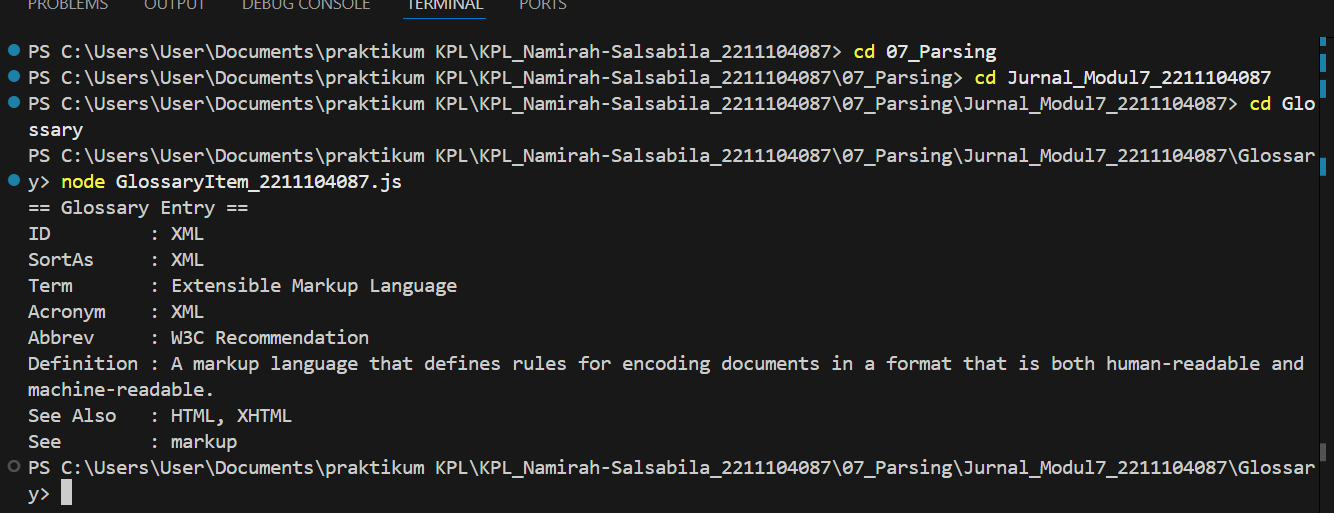 PROBLEMS OUTPUT DEBUG CONSOLE TERMINAL PORTS
PS C:\Users\User\Documents\praktikum KPL\KPL_Namirah-Salsabila_2211104087> cd 07_Parsing
PS C:\Users\User\Documents\praktikum KPL\KPL_Namirah-Salsabila_2211104087\07_Parsing> cd Jurnal_Modul7_2211104087
PS C:\Users\User\Documents\praktikum KPL\KPL_Namirah-Salsabila_2211104087\07_Parsing\Jurnal_Modul7_2211104087> cd Glo
ssary
PS C:\Users\User\Documents\praktikum KPL\KPL_Namirah-Salsabila_2211104087\07_Parsing\Jurnal_Modul7_2211104087\Glossar
y> node GlossaryItem_2211104087.js
== Glossary Entry ==
ID         : XML
SortAs     : XML
Term       : Extensible Markup Language
Acronym    : XML
Abbrev     : W3C Recommendation
Definition : A markup language that defines rules for encoding documents in a format that is both human-readable and
machine-readable.
See Also   : HTML, XHTML
See        : markup
PS C:\Users\User\Documents\praktikum KPL\KPL_Namirah-Salsabila_2211104087\07_Parsing\Jurnal_Modul7_2211104087\Glossar
y>